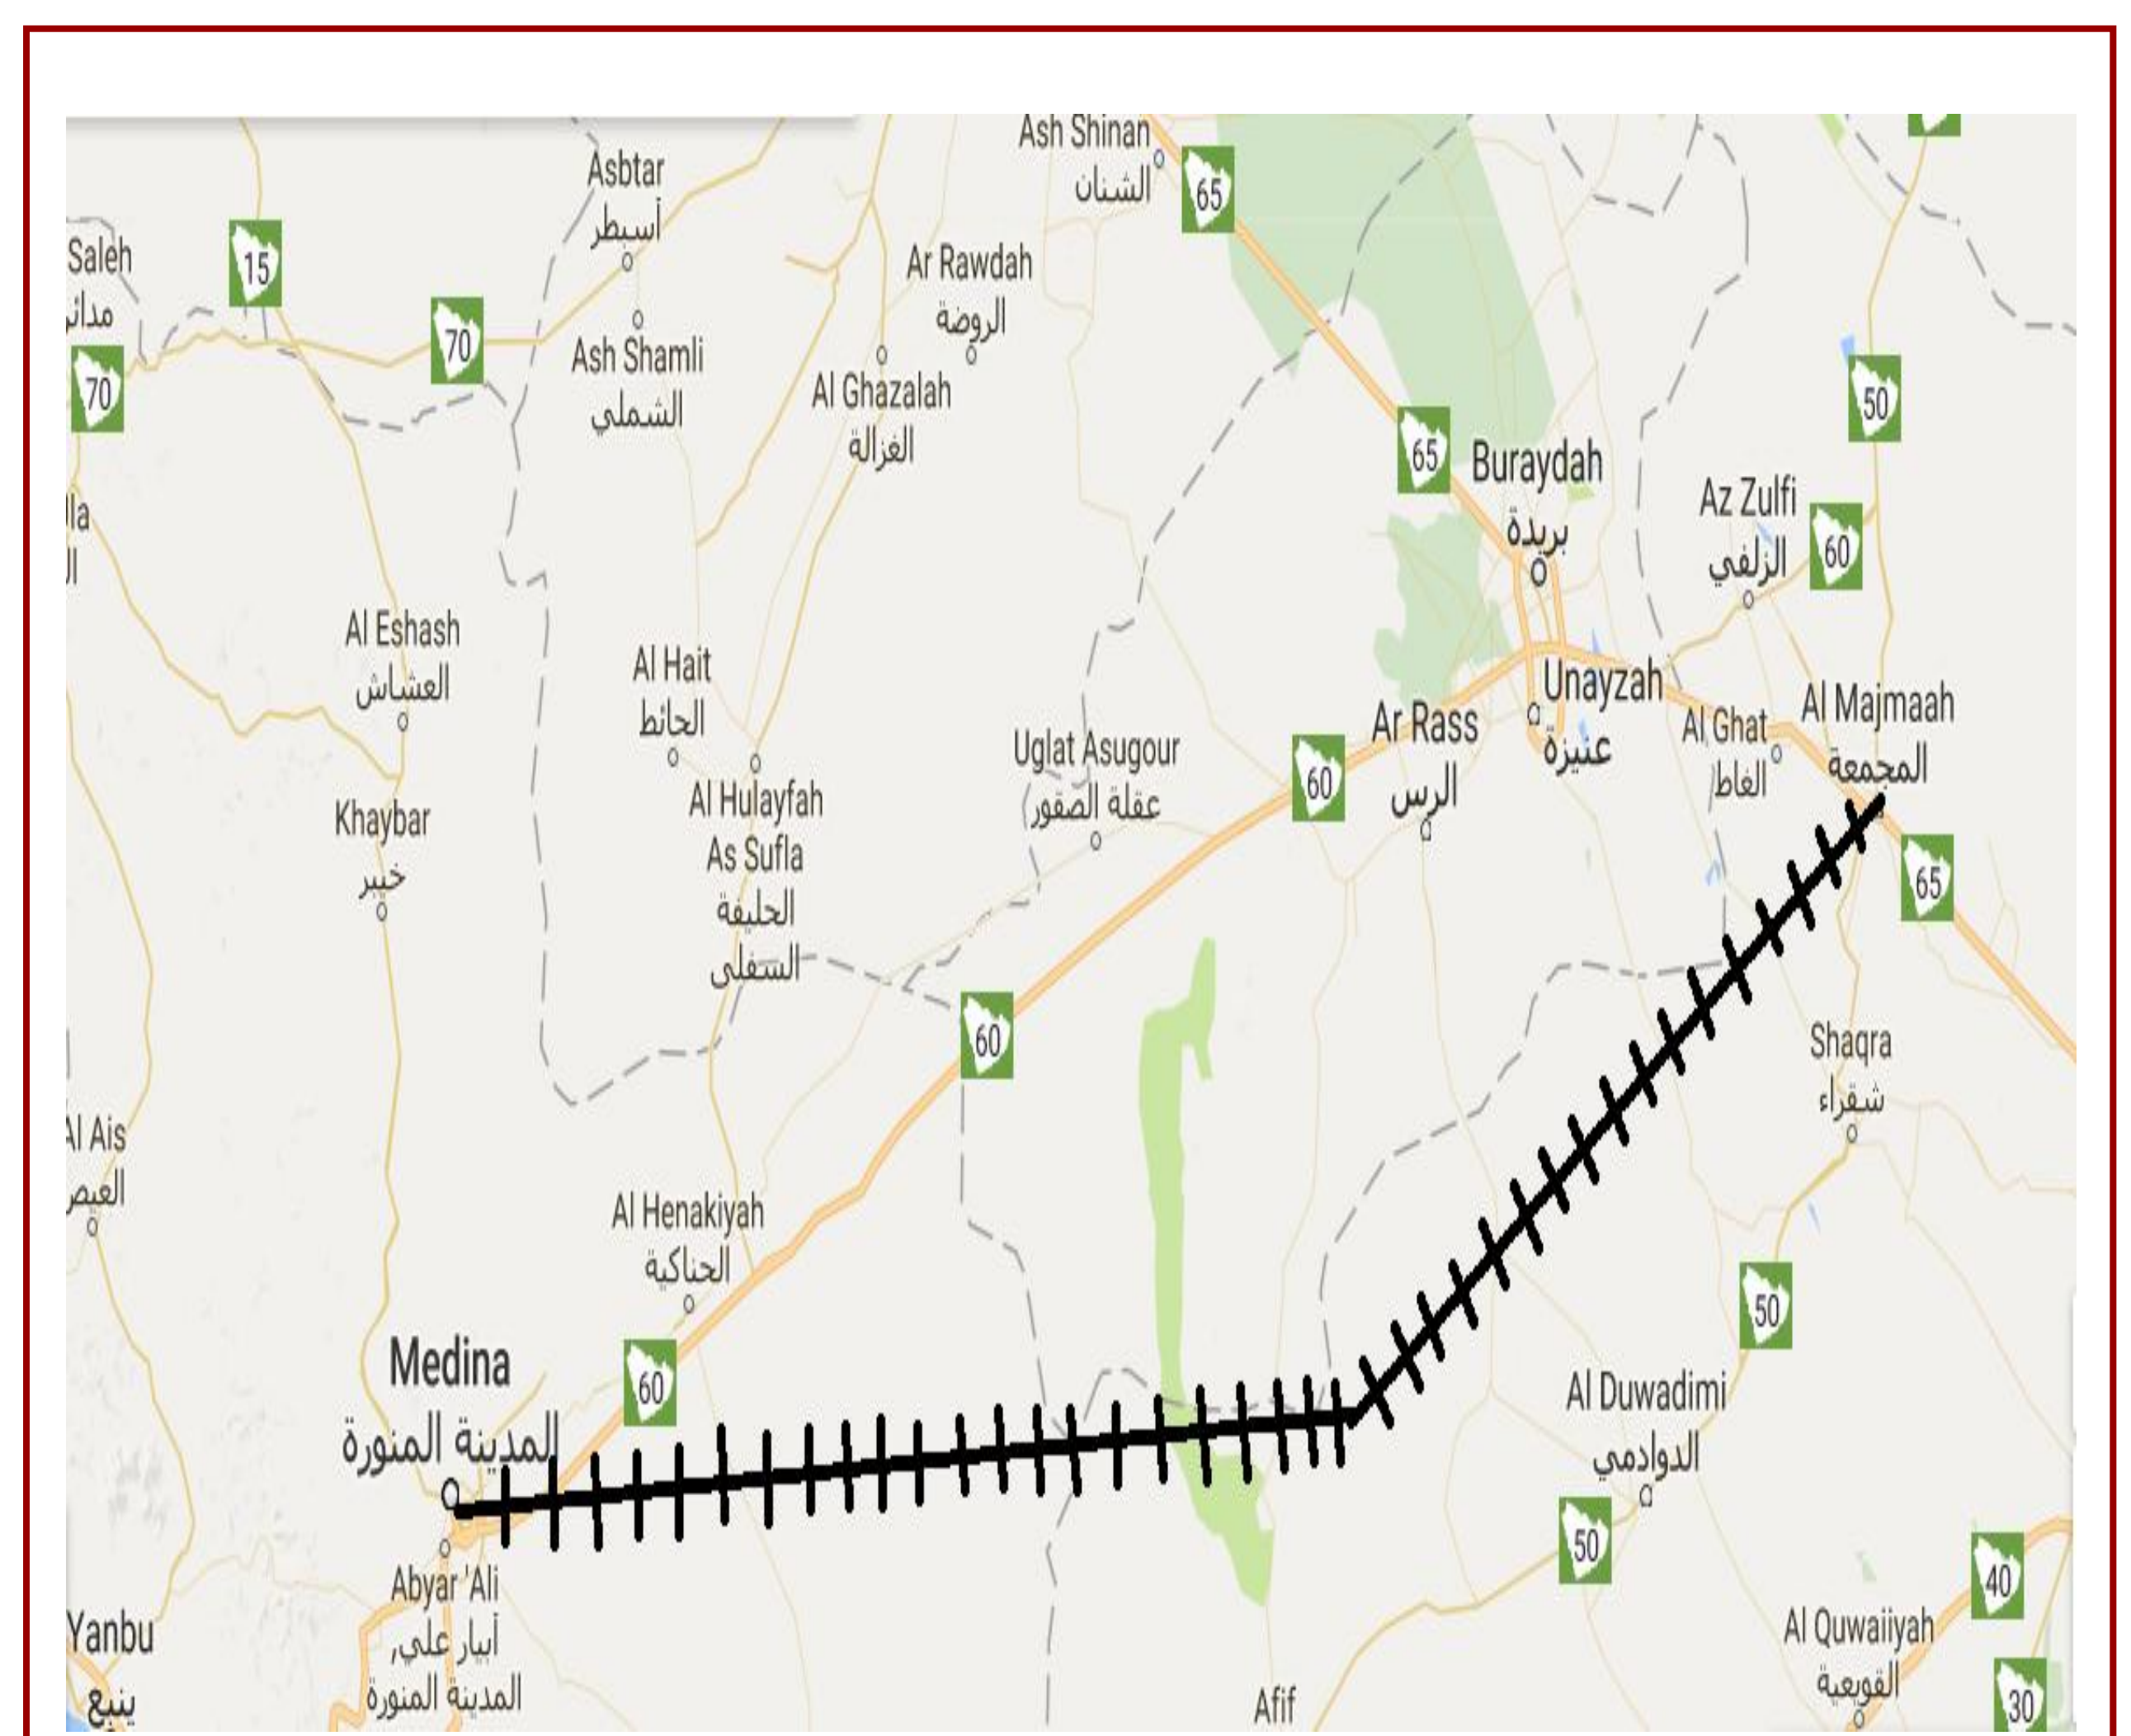 Ash Shinan
الشنان
65
Asbtar
أسبطر
Saleh
15
Ar Rawdah
الروضة
70
Ash Shamli
الشملي
70
Al Ghazalah
الغزالة
50
65
Buraydah
بريدة
Az Zulfi
الزلفي
60
Al Eshash
العشاش
Al Hait
الحائط
Unayzah
عنيزة
Al Majmaah
المجمعة
Ar Rass
الرس
Al Ghat
الغاط
Uglat Asugour
عقلة الصقور
60
Khaybar
خيبر
Al Hulayfah
As Sufla
الحليفة
السفلى
65
60
Shaqra
شقراء
Al Ais
العيص
Al Henakiyah
الحناكية
50
Medina
المدينة المنورة
60
Al Duwadimi
الدوادمي
50
40
Abyar 'Ali
أبيار علي,
المدينة المنورة
Yanbu
ينبع
Al Quwaiiyah
القويعية
Afif
30